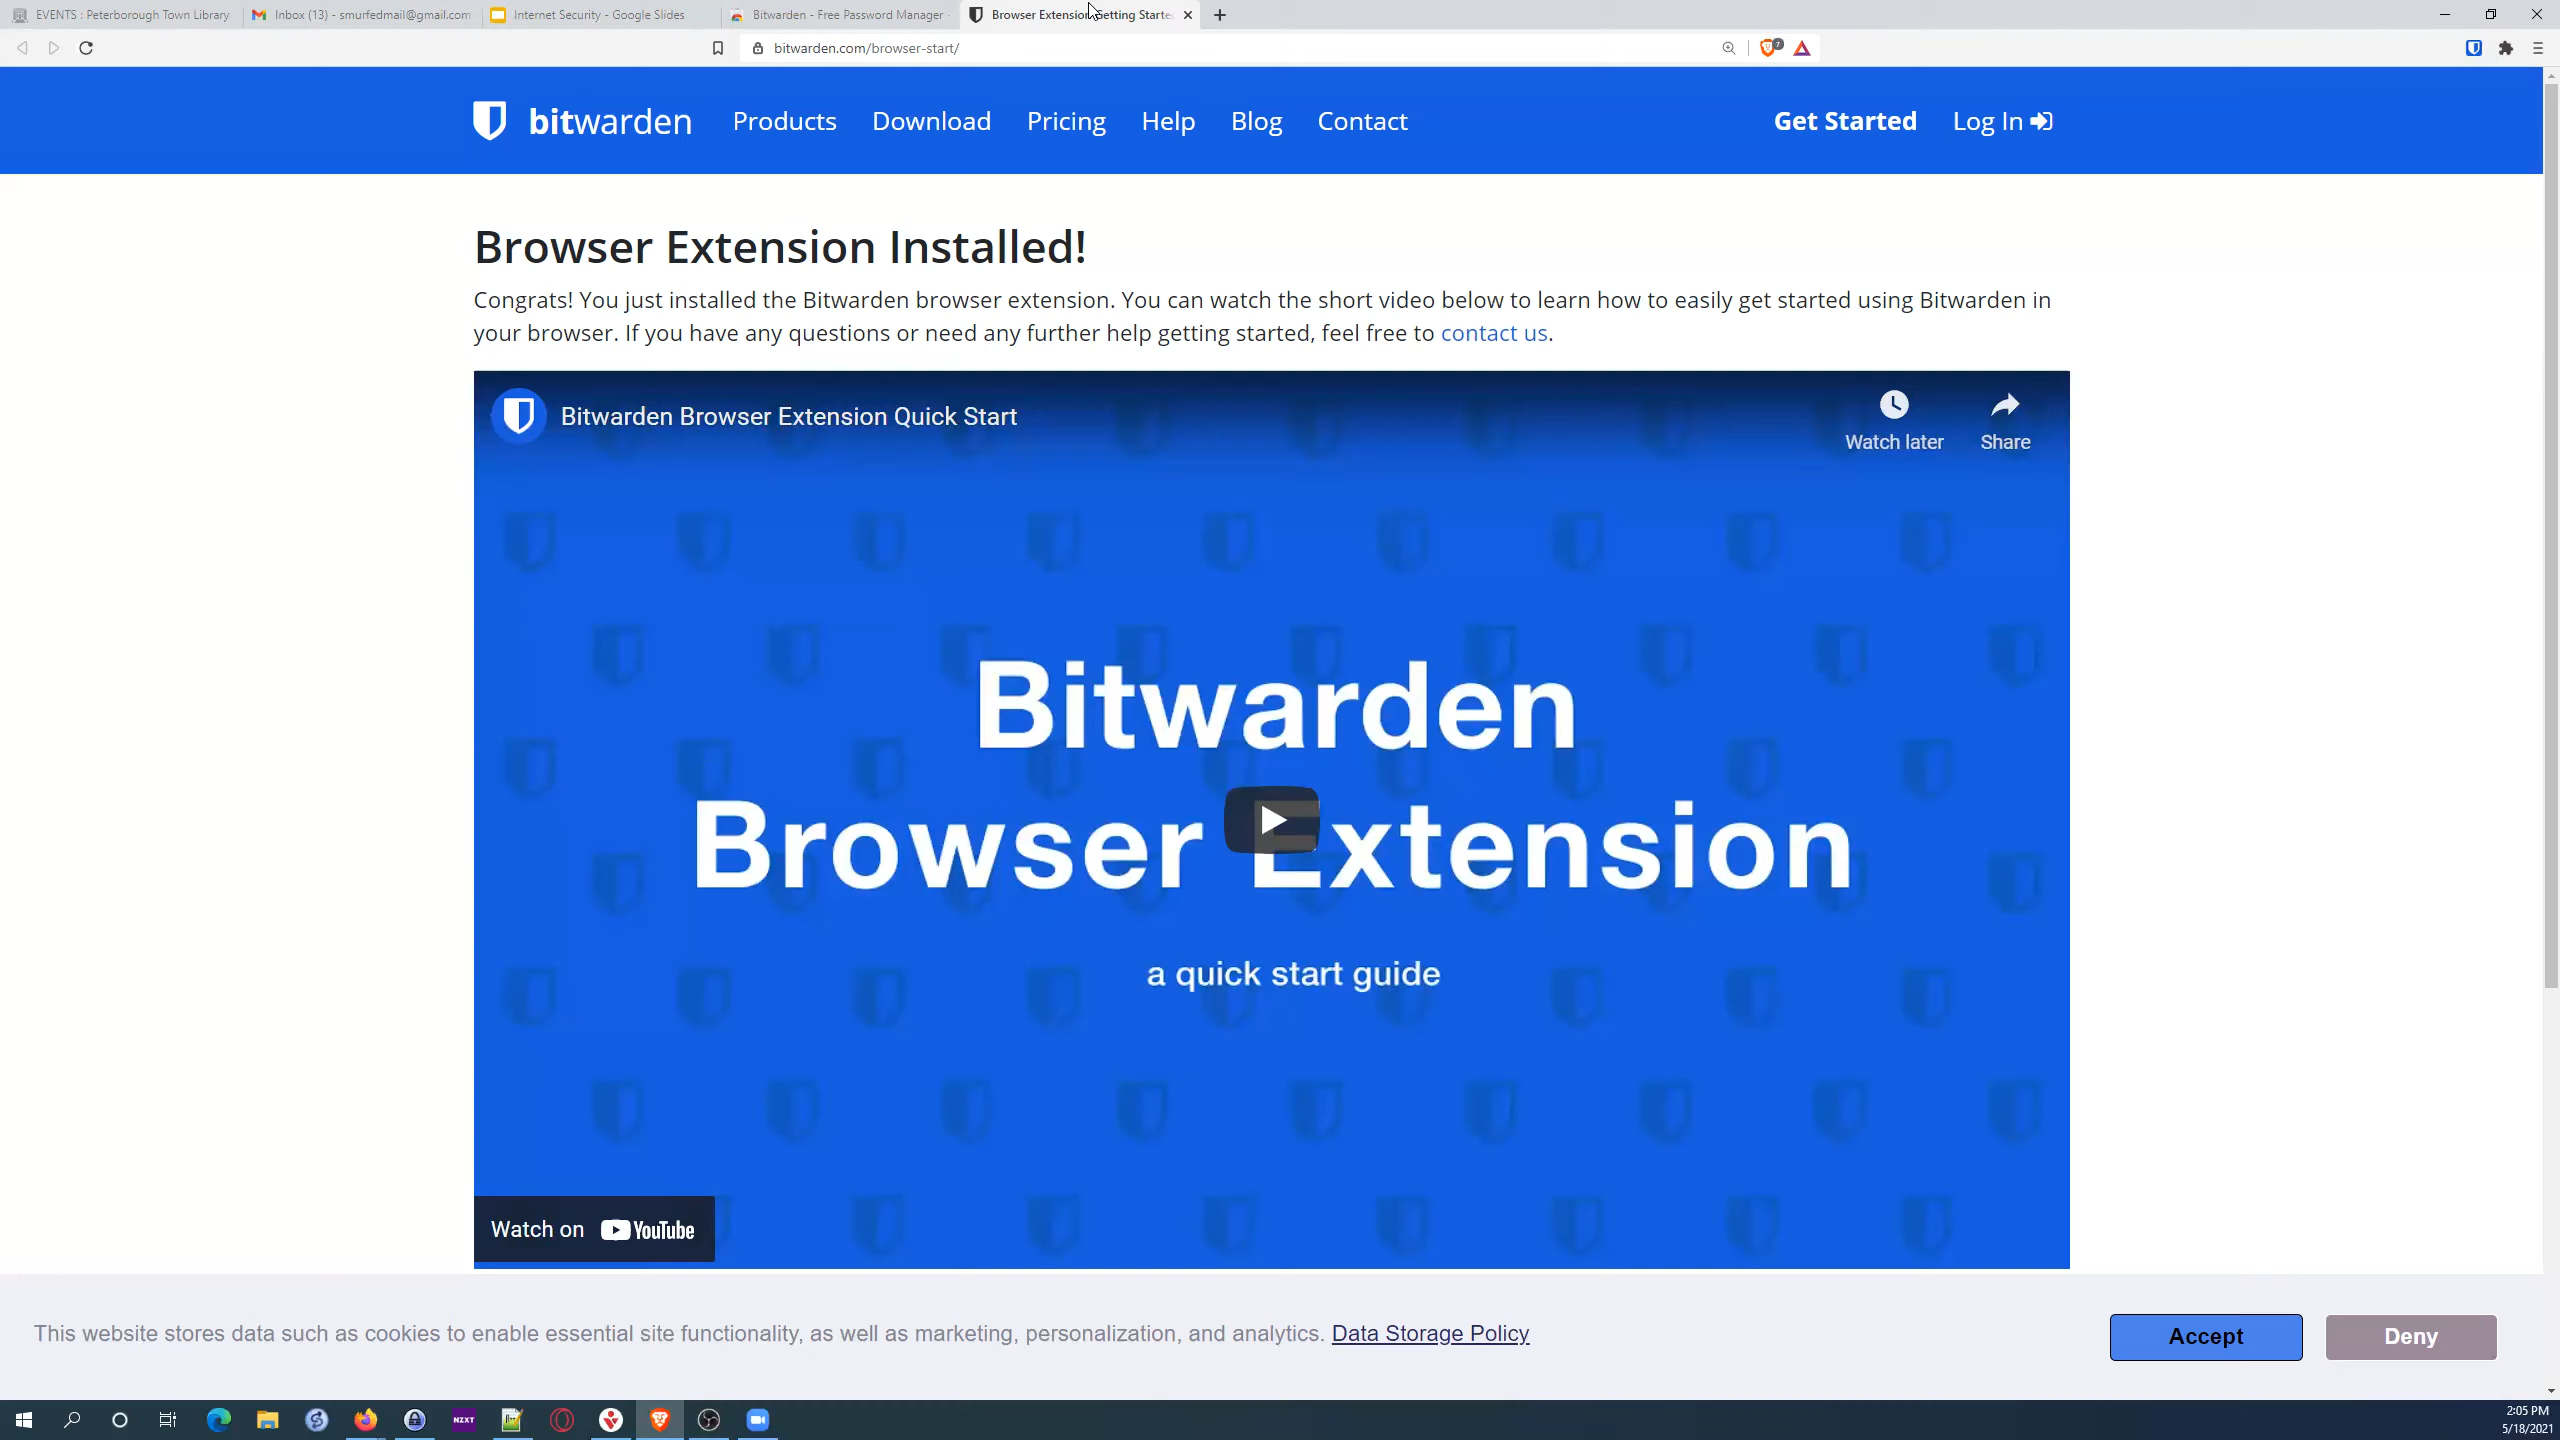 EVENTS : Peterborough Town Library
Inbox (13) - smurfedmail@gmail.com
Internet Security - Google Slides
Bitwarden - Free Password Manager
Browser Extension Getting Starte
bitwarden.com/browser-start/
7
bitwarden
Products
Download
Pricing
Help
Blog
Contact
Get Started
Log In
Browser Extension Installed!
Congrats! You just installed the Bitwarden browser extension. You can watch the short video below to learn how to easily get started using Bitwarden in
your browser. If you have any questions or need any further help getting started, feel free to contact us.
Bitwarden Browser Extension Quick Start
Watch later
Share
Bitwarden
Browser Extension
a quick start guide
Watch on YouTube
This website stores data such as cookies to enable essential site functionality, as well as marketing, personalization, and analytics. Data Storage Policy
Accept
Deny
NZXT
2:05 PM
5/18/2021